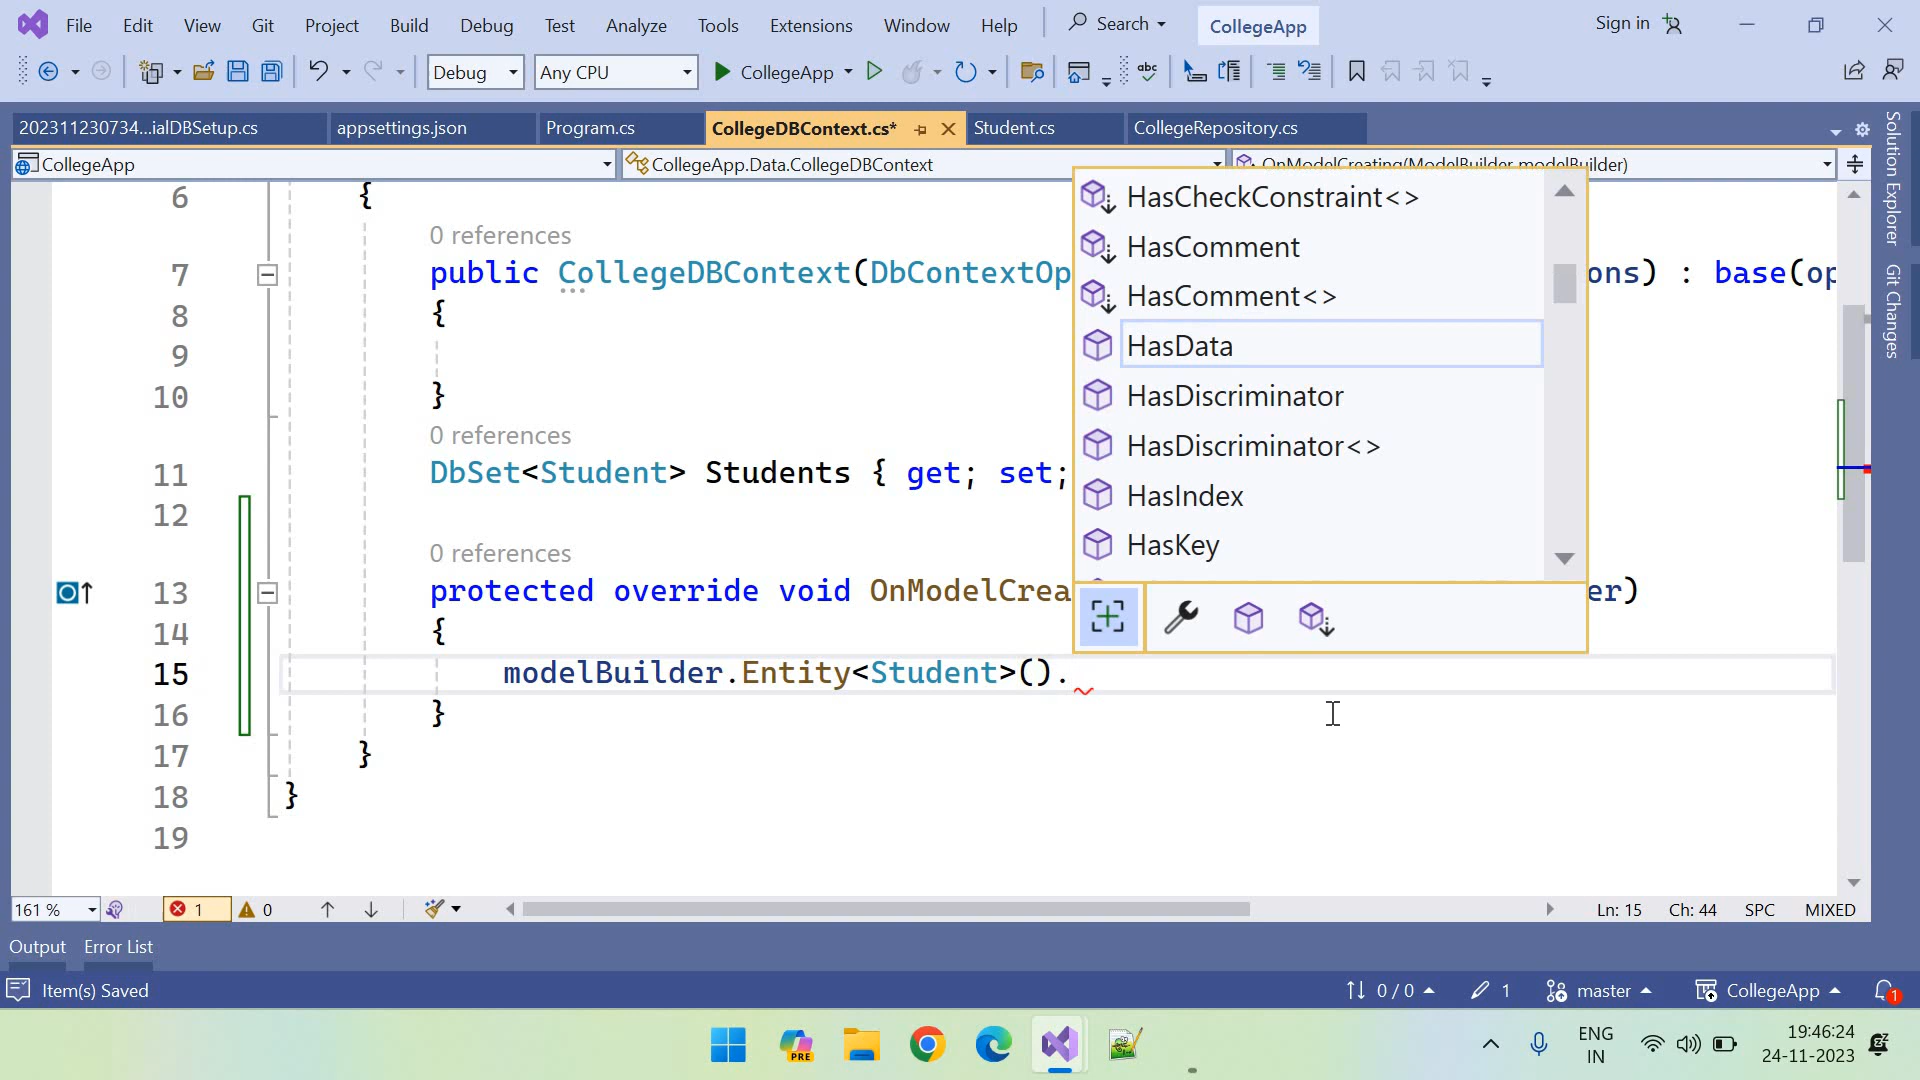 File Edit View Git Project Build Debug Test Analyze Tools Extensions Window Help Search CollegeApp Sign in
Debug Any CPU CollegeApp abc
202311230734...ialDBSetup.cs appsettings.json Program.cs CollegeDBContext.cs* Student.cs CollegeRepository.cs
CollegeApp CollegeApp.Data.CollegeDBContext OnModelCreating(ModelBuilder modelBuilder)
Solution Explorer
Git Changes
6 {
0 references
7 public CollegeDBContext(DbContextOp ons) : base(op
8 {
9
10 }
0 references
11 DbSet<Student> Students { get; set;
12
0 references
13 protected override void OnModelCrea er)
14 {
15 modelBuilder.Entity<Student>().
16 }
17 }
18 }
19
HasCheckConstraint<>
HasComment
HasComment<>
HasData
HasDiscriminator
HasDiscriminator<>
HasIndex
HasKey
161 % 1 0 Ln: 15 Ch: 44 SPC MIXED
Output Error List
Item(s) Saved 0 / 0 1 master CollegeApp 1
PRE ENG IN 19:46:24
24-11-2023